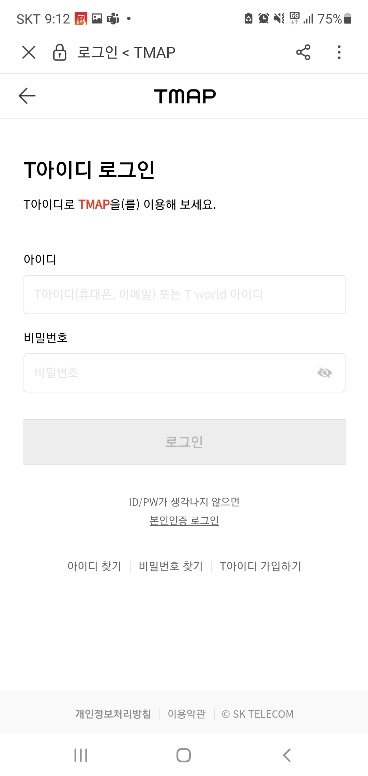 SKT 9:12 75%
로그인 < TMAP
TMAP
T아이디 로그인
T아이디로 TMAP을(를) 이용해 보세요.
아이디
T아이디(휴대폰, 이메일) 또는 T world 아이디
비밀번호
비밀번호
로그인
ID/PW가 생각나지 않으면
본인인증 로그인
아이디 찾기 | 비밀번호 찾기 | T아이디 가입하기
개인정보처리방침 | 이용약관 | © SK TELECOM